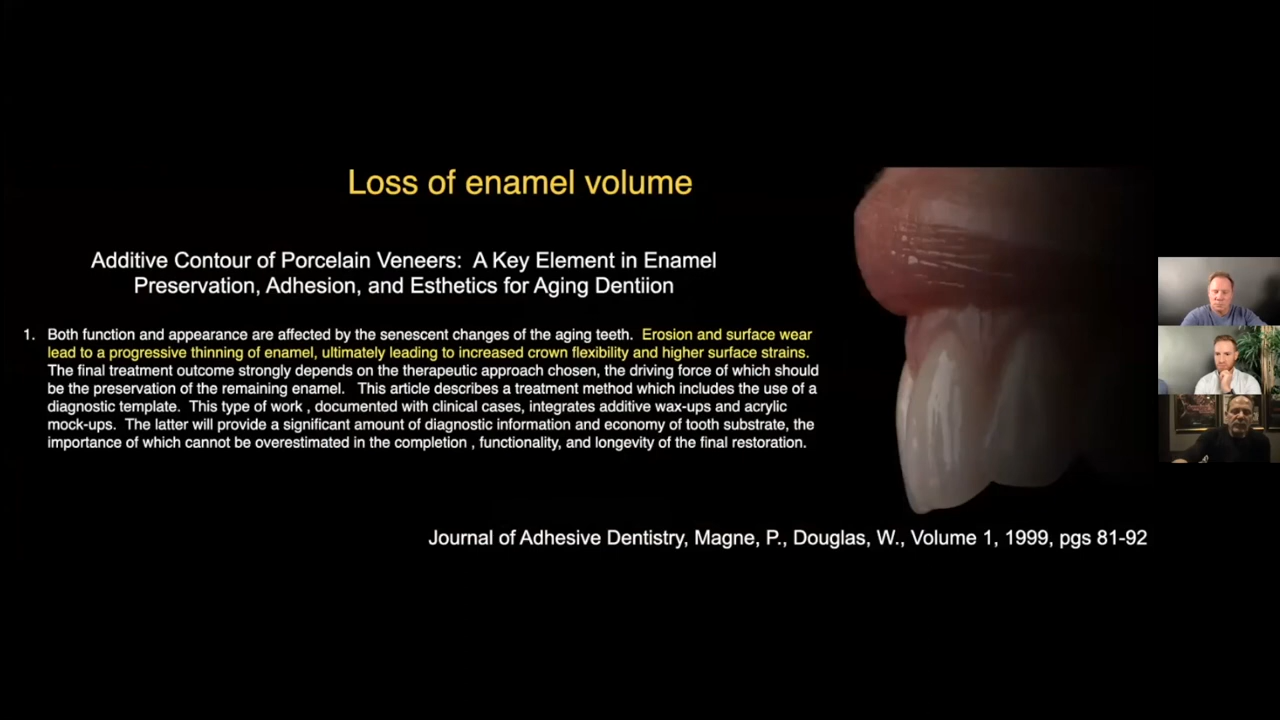 Loss of enamel volume
Additive Contour of Porcelain Veneers:  A Key Element in Enamel
Preservation, Adhesion, and Esthetics for Aging Dentiion
1. Both function and appearance are affected by the senescent changes of the aging teeth.  Erosion and surface wear
lead to a progressive thinning of enamel, ultimately leading to increased crown flexibility and higher surface strains.
The final treatment outcome strongly depends on the therapeutic approach chosen, the driving force of which should
be the preservation of the remaining enamel.   This article describes a treatment method which includes the use of a
diagnostic template.  This type of work , documented with clinical cases, integrates additive wax-ups and acrylic
mock-ups.  The latter will provide a significant amount of diagnostic information and economy of tooth substrate, the
importance of which cannot be overestimated in the completion , functionality, and longevity of the final restoration.
Journal of Adhesive Dentistry, Magne, P., Douglas, W., Volume 1, 1999, pgs 81-92